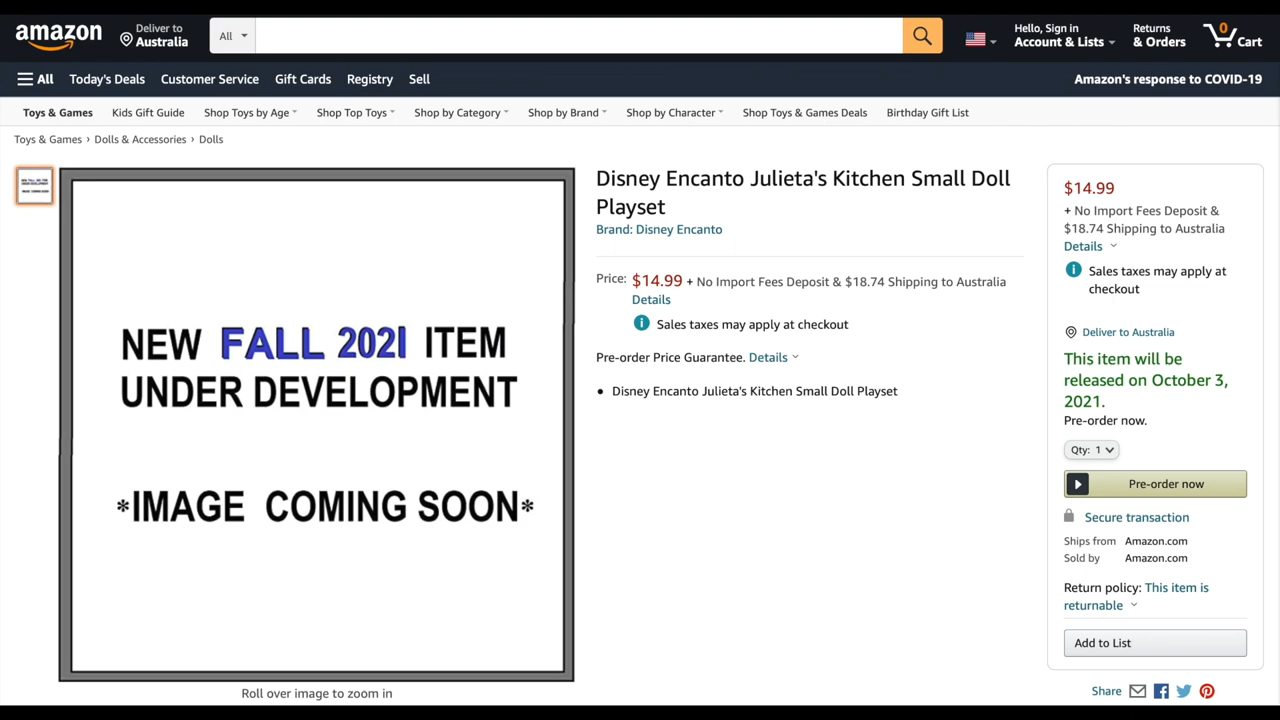 amazon
Deliver to
Australia
All
Hello, Sign in
Account & Lists
Returns
& Orders
0
Cart
All
Today's Deals
Customer Service
Gift Cards
Registry
Sell
Amazon's response to COVID-19
Toys & Games
Kids Gift Guide
Shop Toys by Age
Shop Top Toys
Shop by Category
Shop by Brand
Shop by Character
Shop Toys & Games Deals
Birthday Gift List
Toys & Games › Dolls & Accessories › Dolls
NEW FALL 2021 ITEM
UNDER DEVELOPMENT
*IMAGE COMING SOON*
NEW FALL 2021 ITEM
UNDER DEVELOPMENT
*IMAGE COMING SOON*
Roll over image to zoom in
Disney Encanto Julieta's Kitchen Small Doll
Playset
Brand: Disney Encanto
Price: $14.99 + No Import Fees Deposit & $18.74 Shipping to Australia
Details
Sales taxes may apply at checkout
Pre-order Price Guarantee. Details
• Disney Encanto Julieta's Kitchen Small Doll Playset
$14.99
+ No Import Fees Deposit &
$18.74 Shipping to Australia
Details
Sales taxes may apply at
checkout
Deliver to Australia
This item will be
released on October 3,
2021.
Pre-order now.
Qty: 1
Pre-order now
Secure transaction
Ships from Amazon.com
Sold by Amazon.com
Return policy: This item is
returnable
Add to List
Share